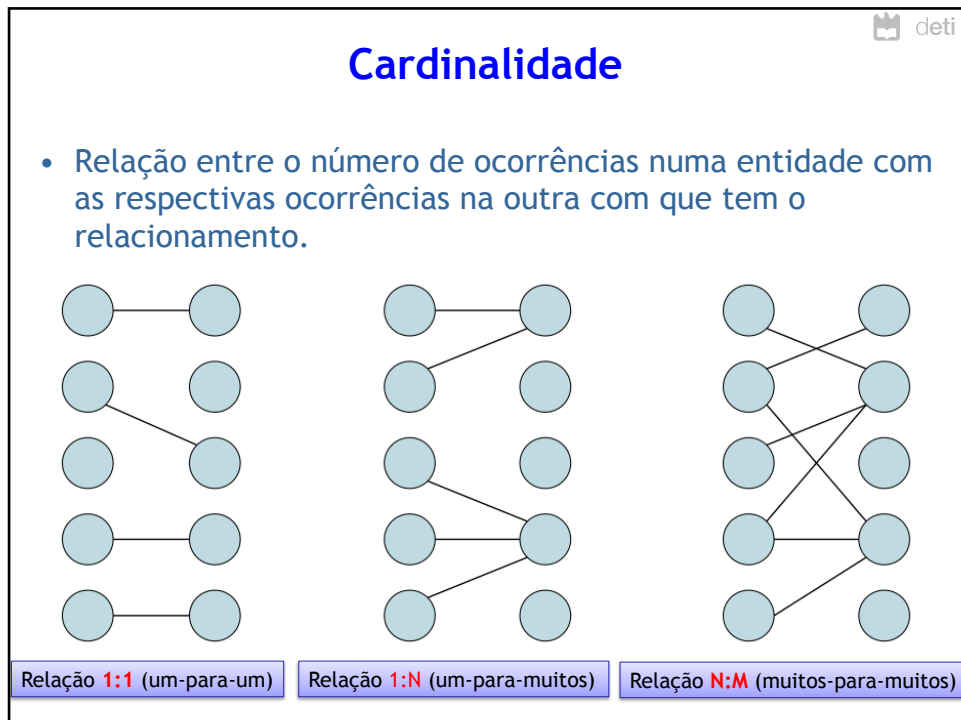 deti
Cardinalidade
• Relação entre o número de ocorrências numa entidade com
as respectivas ocorrências na outra com que tem o
relacionamento.
Relação 1:1 (um-para-um)
Relação 1:N (um-para-muitos)
Relação N:M (muitos-para-muitos)